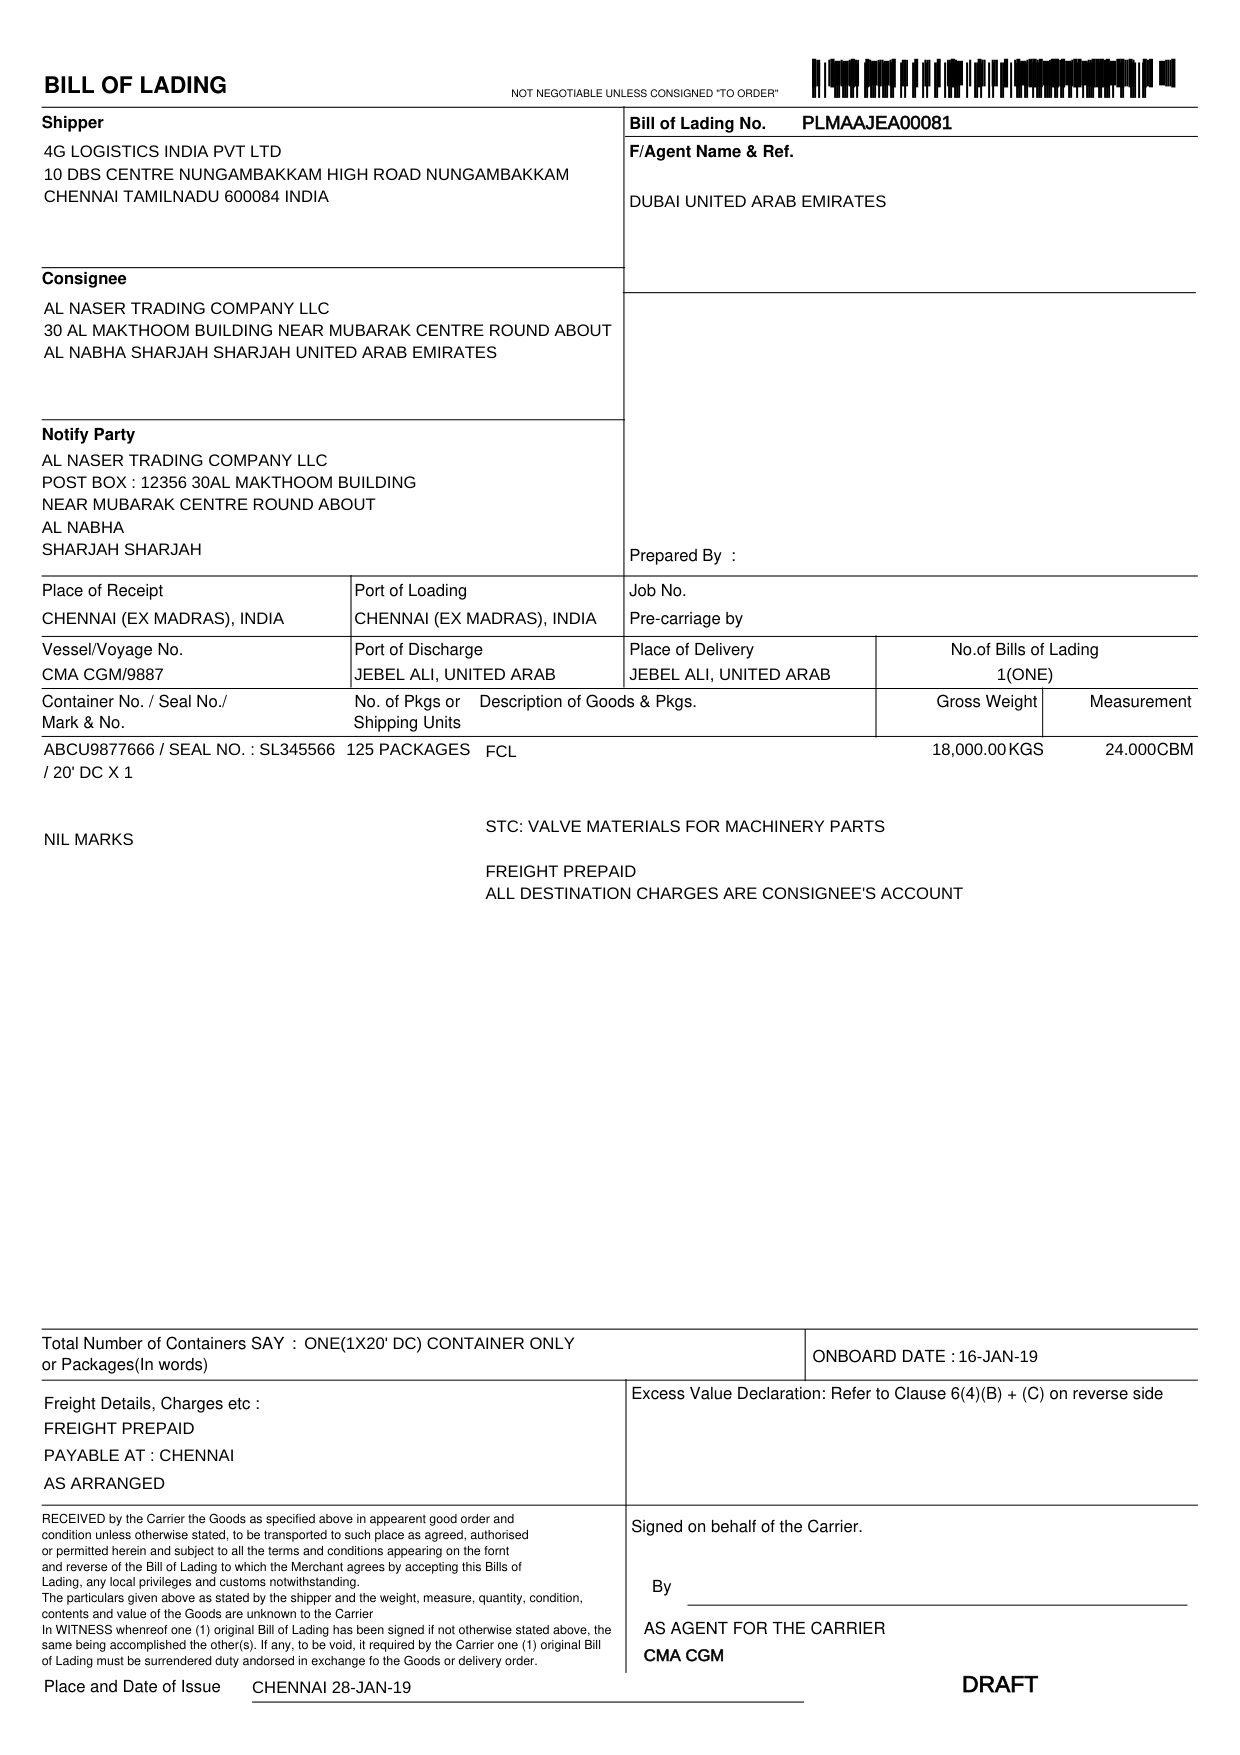 BILL OF LADING
NOT NEGOTIABLE UNLESS CONSIGNED "TO ORDER"
Shipper
Bill of Lading No. PLMAAJEA00081
4G LOGISTICS INDIA PVT LTD
10 DBS CENTRE NUNGAMBAKKAM HIGH ROAD NUNGAMBAKKAM
CHENNAI TAMILNADU 600084 INDIA
F/Agent Name & Ref.
DUBAI UNITED ARAB EMIRATES
Consignee
AL NASER TRADING COMPANY LLC
30 AL MAKTHOOM BUILDING NEAR MUBARAK CENTRE ROUND ABOUT
AL NABHA SHARJAH SHARJAH UNITED ARAB EMIRATES
Notify Party
AL NASER TRADING COMPANY LLC
POST BOX : 12356 30AL MAKTHOOM BUILDING
NEAR MUBARAK CENTRE ROUND ABOUT
AL NABHA
SHARJAH SHARJAH
Prepared By :
Place of Receipt
CHENNAI (EX MADRAS), INDIA
Port of Loading
CHENNAI (EX MADRAS), INDIA
Job No.
Pre-carriage by
Vessel/Voyage No.
CMA CGM/9887
Port of Discharge
JEBEL ALI, UNITED ARAB
Place of Delivery
JEBEL ALI, UNITED ARAB
No.of Bills of Lading
1(ONE)
Container No. / Seal No./
Mark & No.
No. of Pkgs or
Shipping Units
Description of Goods & Pkgs.
Gross Weight
Measurement
ABCU9877666 / SEAL NO. : SL345566 125 PACKAGES FCL 18,000.00 KGS 24.000CBM
/ 20' DC X 1
STC: VALVE MATERIALS FOR MACHINERY PARTS
NIL MARKS
FREIGHT PREPAID
ALL DESTINATION CHARGES ARE CONSIGNEE'S ACCOUNT
Total Number of Containers SAY : ONE(1X20' DC) CONTAINER ONLY
or Packages(In words)
ONBOARD DATE : 16-JAN-19
Freight Details, Charges etc :
FREIGHT PREPAID
PAYABLE AT : CHENNAI
AS ARRANGED
Excess Value Declaration: Refer to Clause 6(4)(B) + (C) on reverse side
RECEIVED by the Carrier the Goods as specified above in appearent good order and
condition unless otherwise stated, to be transported to such place as agreed, authorised
or permitted herein and subject to all the terms and conditions appearing on the fornt
and reverse of the Bill of Lading to which the Merchant agrees by accepting this Bills of
Lading, any local privileges and customs notwithstanding.
The particulars given above as stated by the shipper and the weight, measure, quantity, condition,
contents and value of the Goods are unknown to the Carrier
In WITNESS whenreof one (1) original Bill of Lading has been signed if not otherwise stated above, the
same being accomplished the other(s). If any, to be void, it required by the Carrier one (1) original Bill
of Lading must be surrendered duty andorsed in exchange fo the Goods or delivery order.
Signed on behalf of the Carrier.
By
AS AGENT FOR THE CARRIER
CMA CGM
Place and Date of Issue CHENNAI 28-JAN-19
DRAFT